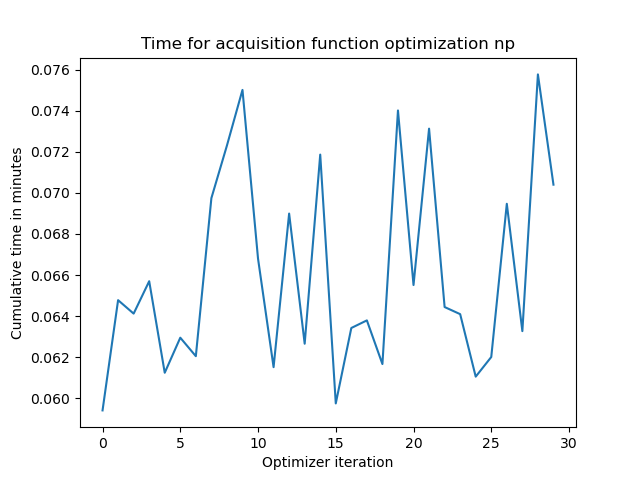 Time for acquisition function optimization np
0.076
0.074
0.072
0.070
0.068
0.066
0.064
0.062
0.060
Cumulative time in minutes
0 5 10 15 20 25 30
Optimizer iteration